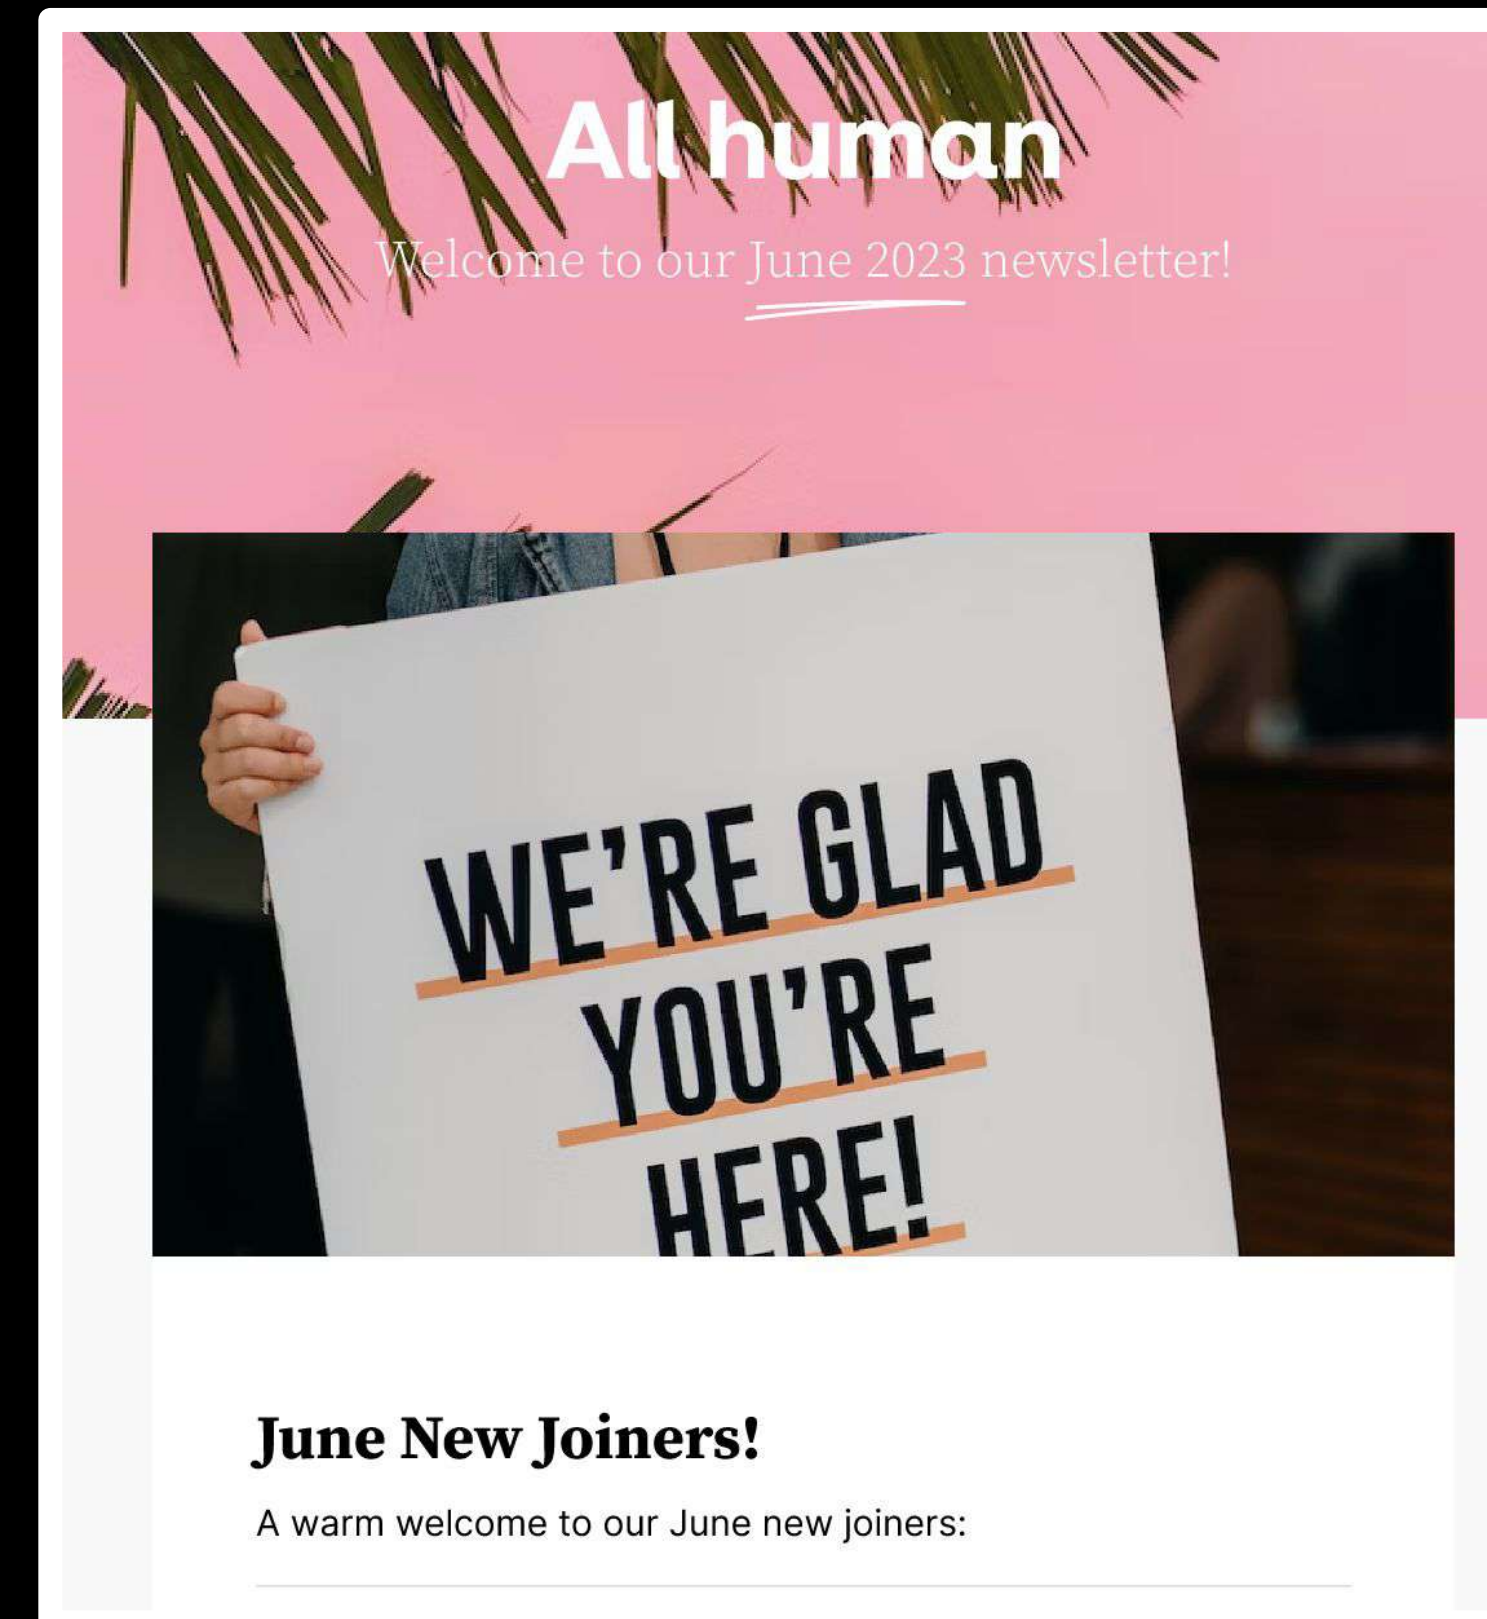 All human
Welcome to our June 2023 newsletter!
WE'RE GLAD
YOU'RE
HERE!
June New Joiners!
A warm welcome to our June new joiners: